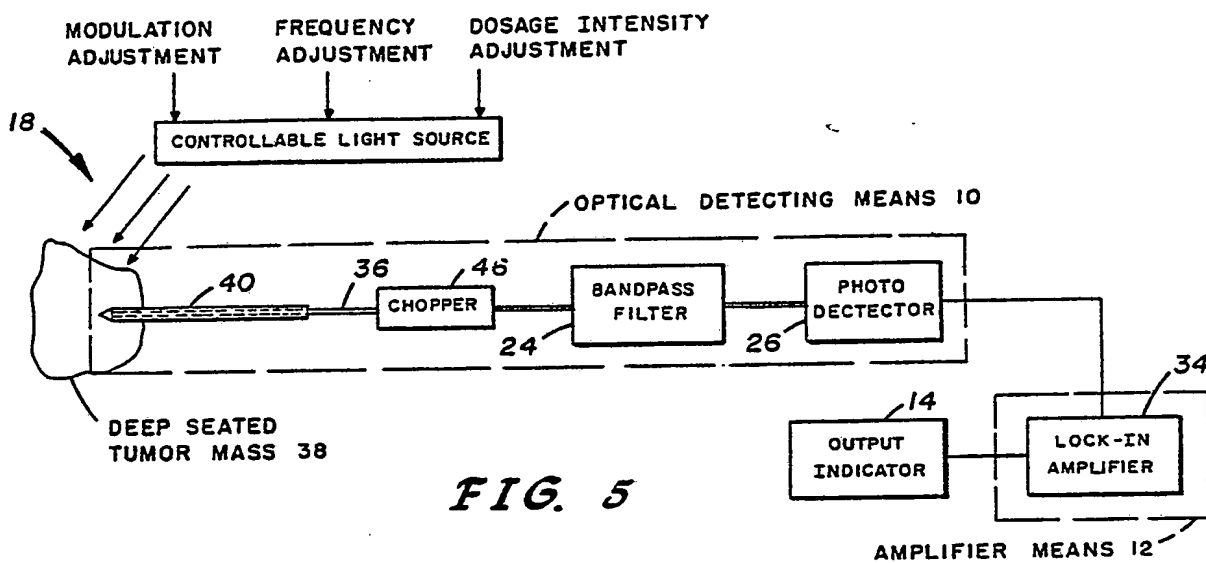 MODULATION ADJUSTMENT
FREQUENCY ADJUSTMENT
DOSAGE INTENSITY ADJUSTMENT
18
CONTROLLABLE LIGHT SOURCE
OPTICAL DETECTING MEANS 10
40
36
46
CHOPPER
BANDPASS FILTER
24
PHOTO DECTECTOR
26
DEEP SEATED
TUMOR MASS 38
14
OUTPUT INDICATOR
34
LOCK-IN AMPLIFIER
FIG. 5
AMPLIFIER MEANS 12